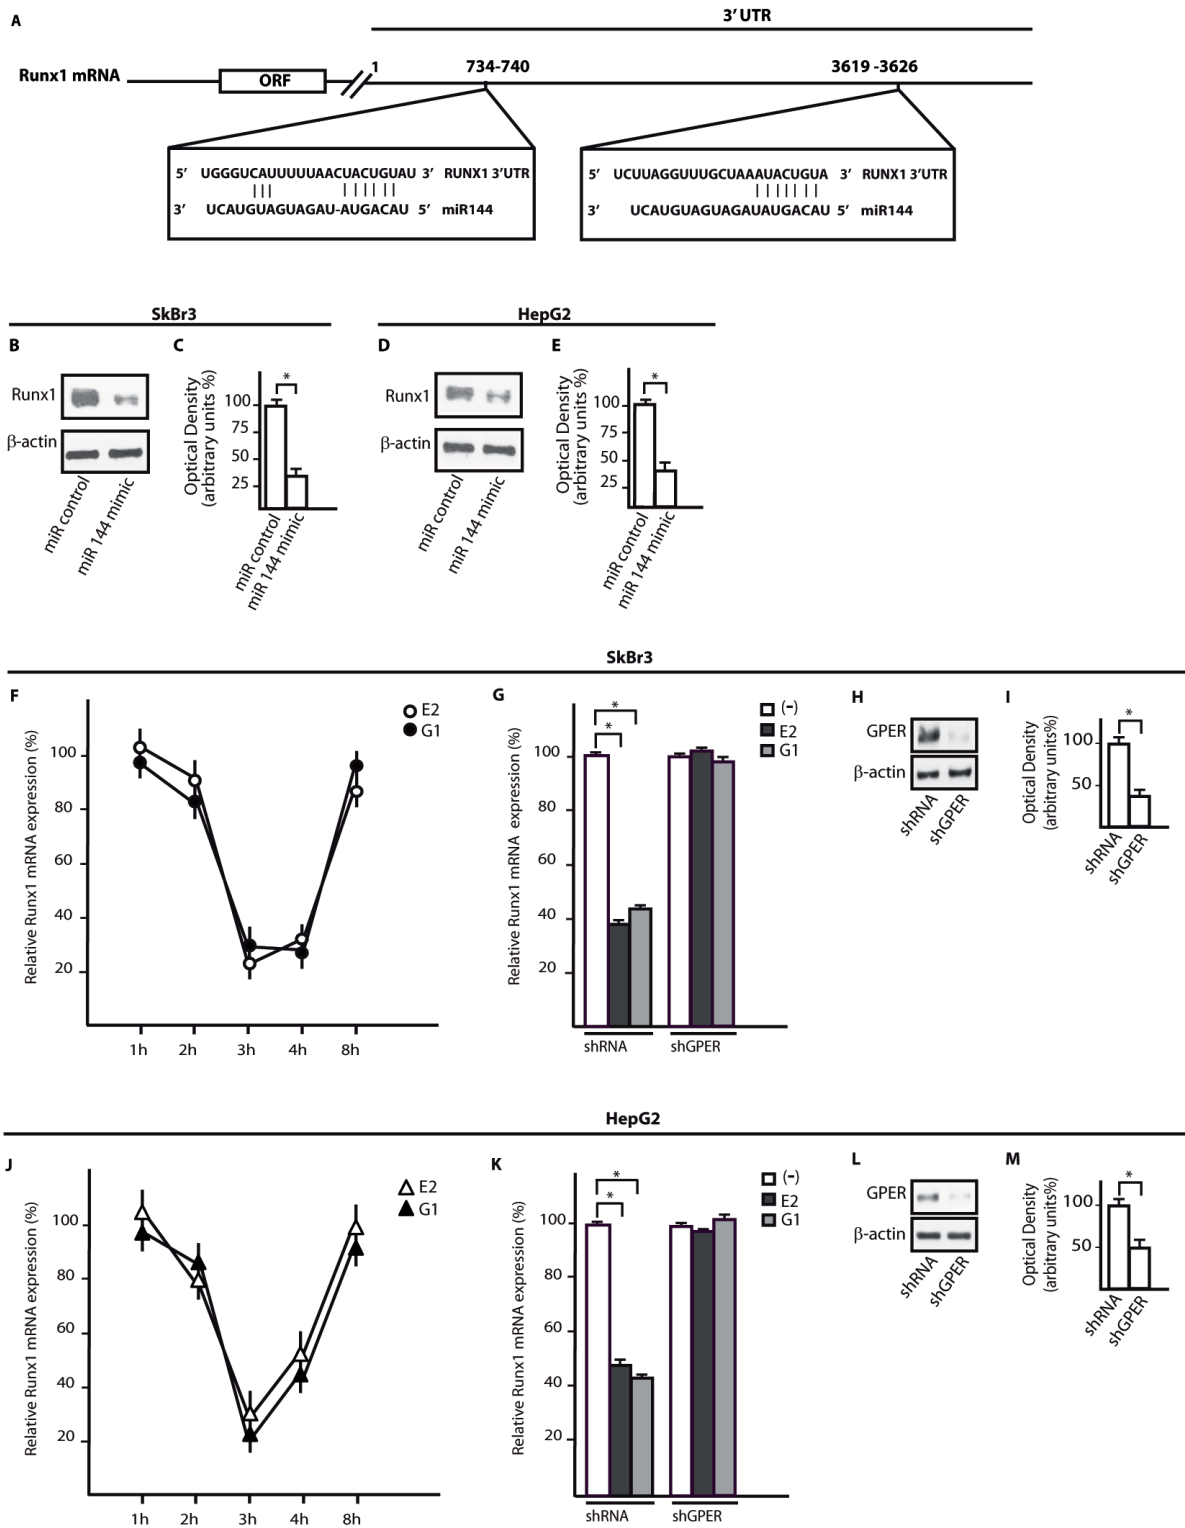 A
3’ UTR
Runx1 mRNA
ORF
1
734-740
3619 -3626
5’ UGGGUCAUUUUUAACUACUGUAU 3’ RUNX1 3’UTR
3’ UCAUGUAGUAGAU-AUGACAU 5’ miR144
5’ UCUUAGGUUUGCUAAAUACUGUA 3’ RUNX1 3’UTR
3’ UCAUGUAGUAGAUAUGACAU 5’ miR144
SkBr3
HepG2
B
Runx1
β-actin
miR control
miR 144 mimic
C
Optical Density
(arbitrary units %)
100
75
50
25
*
miR control
miR 144 mimic
D
Runx1
β-actin
miR control
miR 144 mimic
E
Optical Density
(arbitrary units %)
100
75
50
25
*
miR control
miR 144 mimic
SkBr3
F
Relative Runx1 mRNA expression (%)
100
80
60
40
20
1h 2h 3h 4h 8h
E2
G1
G
Relative Runx1 mRNA expression (%)
100
80
60
40
20
*
*
shRNA shGPER
(-)
E2
G1
H
GPER
β-actin
shRNA
shGPER
I
Optical Density
(arbitrary units%)
100
50
*
shRNA
shGPER
HepG2
J
Relative Runx1 mRNA expression (%)
100
80
60
40
20
1h 2h 3h 4h 8h
E2
G1
K
Relative Runx1 mRNA expression (%)
100
80
60
40
20
*
*
shRNA shGPER
(-)
E2
G1
L
GPER
β-actin
shRNA
shGPER
M
Optical Density
(arbitrary units%)
100
50
*
shRNA
shGPER